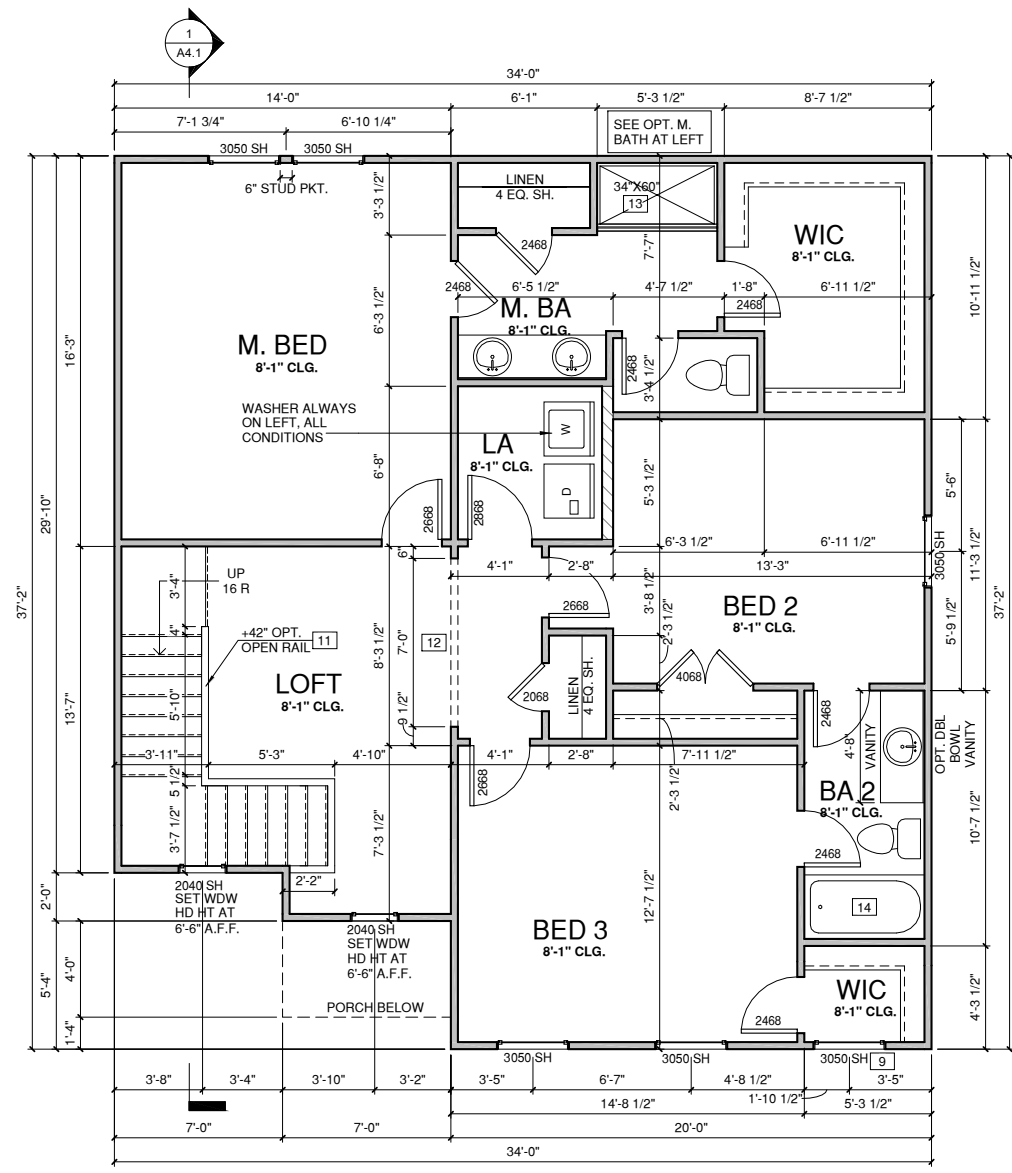 1
A4.1
34'-0"
14'-0"
6'-1"
5'-3 1/2"
8'-7 1/2"
7'-1 3/4"
6'-10 1/4"
SEE OPT. M.
BATH AT LEFT
3050 SH
3050 SH
6" STUD PKT.
3'-3 1/2"
LINEN
4 EQ. SH.
34"X60"
13
2468
7'-7"
WIC
8'-1" CLG.
10'-11 1/2"
2468
6'-5 1/2"
4'-7 1/2"
1'-8"
6'-11 1/2"
2468
6'-3 1/2"
M. BA
8'-1" CLG.
16'-3"
M. BED
8'-1" CLG.
2468
3'-4 1/2"
WASHER ALWAYS
ON LEFT, ALL
CONDITIONS
W
LA
8'-1" CLG.
D
6'-8"
2668
2868
5'-3 1/2"
5'-6"
29'-10"
37'-2"
6"
6'-3 1/2"
6'-11 1/2"
3050 SH
11'-3 1/2"
4'-1"
2'-8"
13'-3"
UP
16 R
3'-4"
4"
+42" OPT.
OPEN RAIL
11
8'-3 1/2"
7'-0"
12
2668
3'-8 1/2"
2'-3 1/2"
BED 2
8'-1" CLG.
5'-9 1/2"
37'-2"
LOFT
8'-1" CLG.
5'-10"
9 1/2"
2068
LINEN
4 EQ. SH.
4068
2468
4'-8"
VANITY
OPT. DBL
BOWL
VANITY
13'-7"
3'-11"
5'-3"
4'-10"
4'-1"
2'-8"
7'-11 1/2"
5 1/2"
2668
2'-3 1/2"
BA 2
8'-1" CLG.
10'-7 1/2"
3'-7 1/2"
7'-3 1/2"
2468
2'-2"
2040 SH
SET WDW
HD HT AT
6'-6" A.F.F.
2'-0"
12'-7 1/2"
14
2040 SH
SET WDW
HD HT AT
6'-6" A.F.F.
BED 3
8'-1" CLG.
5'-4"
4'-0"
PORCH BELOW
WIC
8'-1" CLG.
4'-3 1/2"
1'-4"
2468
3050 SH
3050 SH
3050 SH
9
3'-8"
3'-4"
3'-10"
3'-2"
3'-5"
6'-7"
4'-8 1/2"
1'-10 1/2"
3'-5"
14'-8 1/2"
5'-3 1/2"
7'-0"
7'-0"
20'-0"
34'-0"